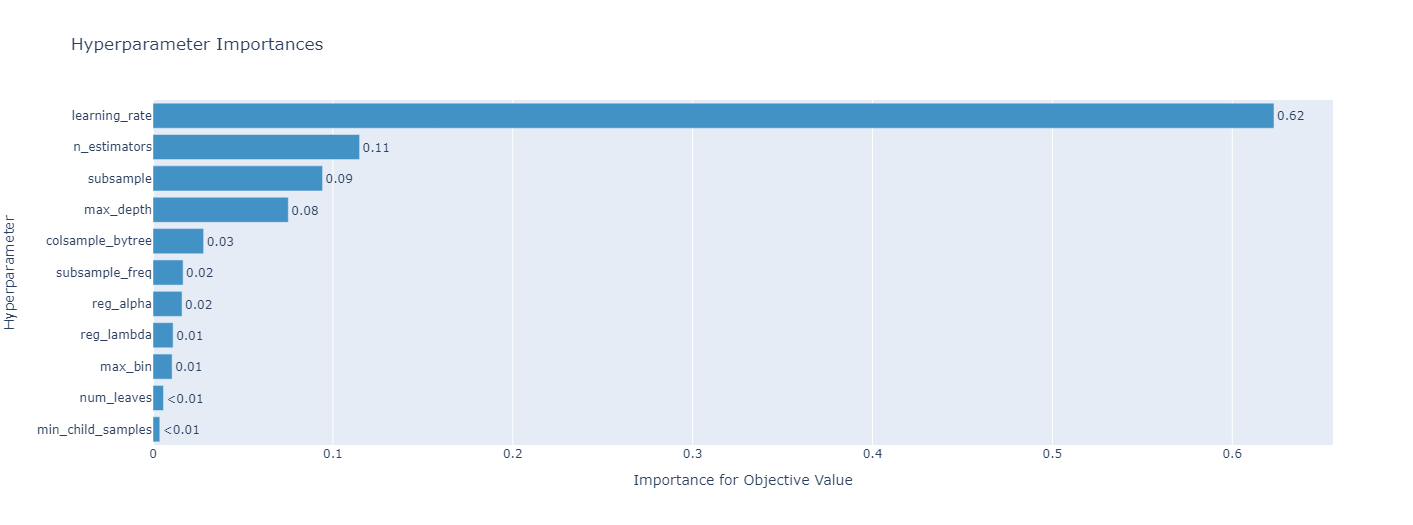 Hyperparameter Importances
Hyperparameter
learning_rate 0.62
n_estimators 0.11
subsample 0.09
max_depth 0.08
colsample_bytree 0.03
subsample_freq 0.02
reg_alpha 0.02
reg_lambda 0.01
max_bin 0.01
num_leaves <0.01
min_child_samples <0.01
0 0.1 0.2 0.3 0.4 0.5 0.6
Importance for Objective Value